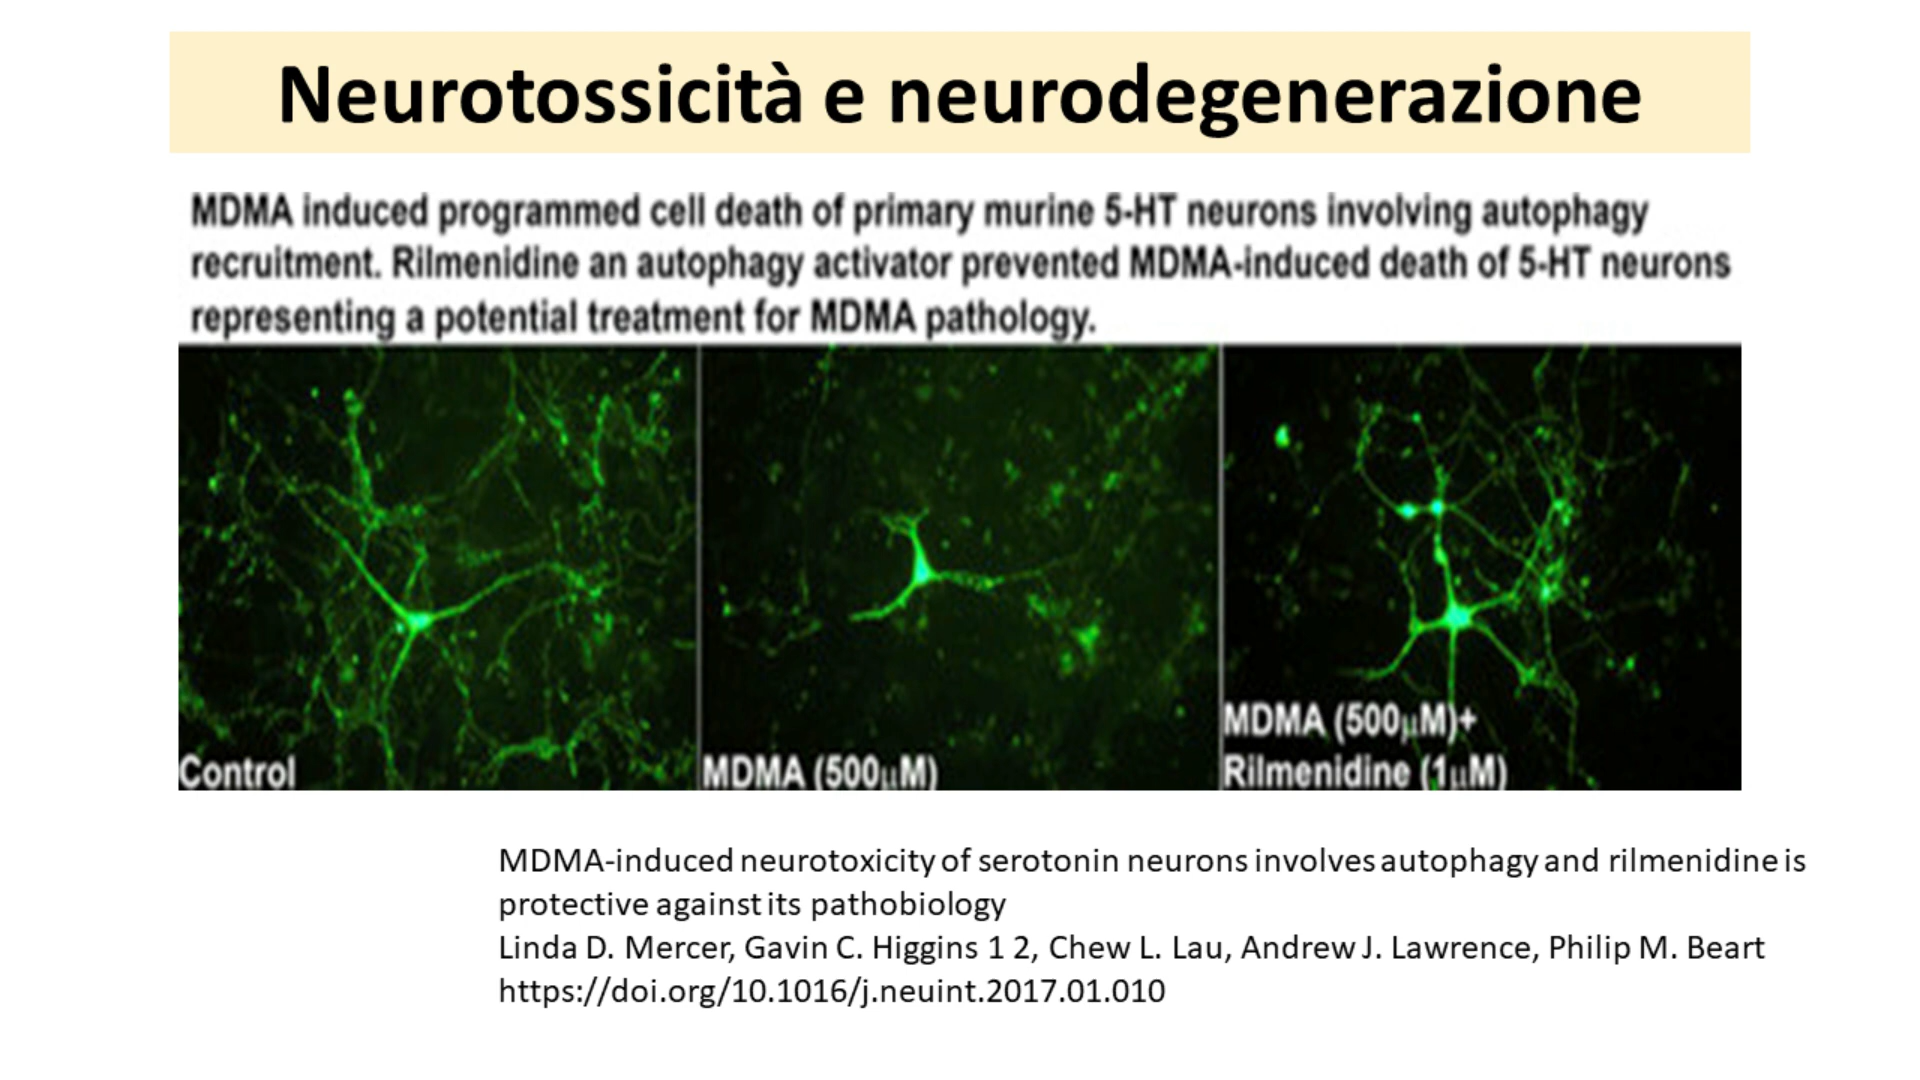 Neurotossicità e neurodegenerazione
MDMA induced programmed cell death of primary murine 5-HT neurons involving autophagy
recruitment. Rilmenidine an autophagy activator prevented MDMA-induced death of 5-HT neurons
representing a potential treatment for MDMA pathology.
Control
MDMA (500µM)
MDMA (500µM)+
Rilmenidine (1µM)
MDMA-induced neurotoxicity of serotonin neurons involves autophagy and rilmenidine is
protective against its pathobiology
Linda D. Mercer, Gavin C. Higgins 1 2, Chew L. Lau, Andrew J. Lawrence, Philip M. Beart
https://doi.org/10.1016/j.neuint.2017.01.010